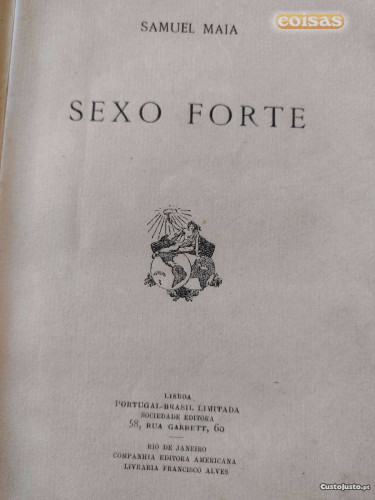 coisas
SAMUEL MAIA
SEXO FORTE
LISBOA
PORTUGAL-BRASIL LIMITADA
SOCIEDADE EDITORA
58, RUA GARRETT, 60
RIO DE JANEIRO
COMPANHIA EDITORA AMERICANA
LIVRARIA FRANCISCO ALVES
Custojusto.pt